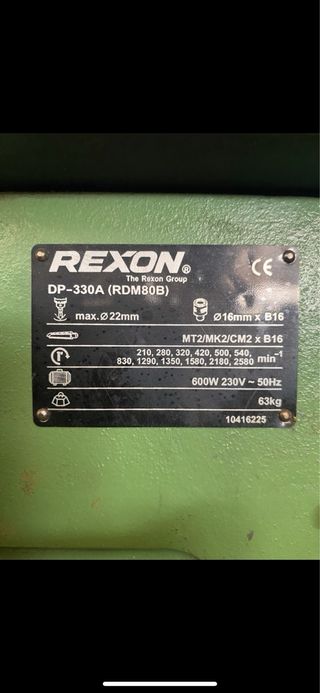 REXON®
The Rexon Group
CE
DP-330A (RDM80B)
max.Ø22mm
Ø16mm x B16
MT2/MK2/CM2 x B16
210, 280, 320, 420, 500, 540,
830, 1290, 1350, 1580, 2180, 2580 min⁻¹
600W 230V ~ 50Hz
63kg
10416225